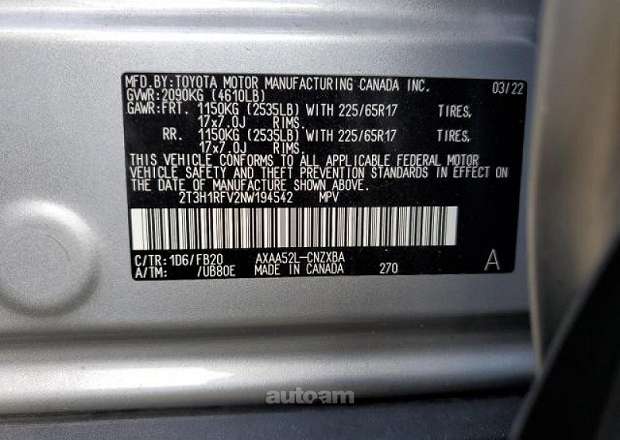 MFD.BY:TOYOTA MOTOR MANUFACTURING CANADA INC. 03/22
GVWR:2090KG (4610LB)
GAWR:FRT. 1150KG (2535LB) WITH 225/65R17 TIRES,
17x7.0J RIMS.
RR. 1150KG (2535LB) WITH 225/65R17 TIRES,
17x7.0J RIMS.
THIS VEHICLE CONFORMS TO ALL APPLICABLE FEDERAL MOTOR
VEHICLE SAFETY AND THEFT PREVENTION STANDARDS IN EFFECT ON
THE DATE OF MANUFACTURE SHOWN ABOVE.
2T3H1RFV2NW194542 MPV
C/TR:1D6/FB20 AXAA52L-CNZXBA
A/TM: /UB80E MADE IN CANADA 270 A
autoam